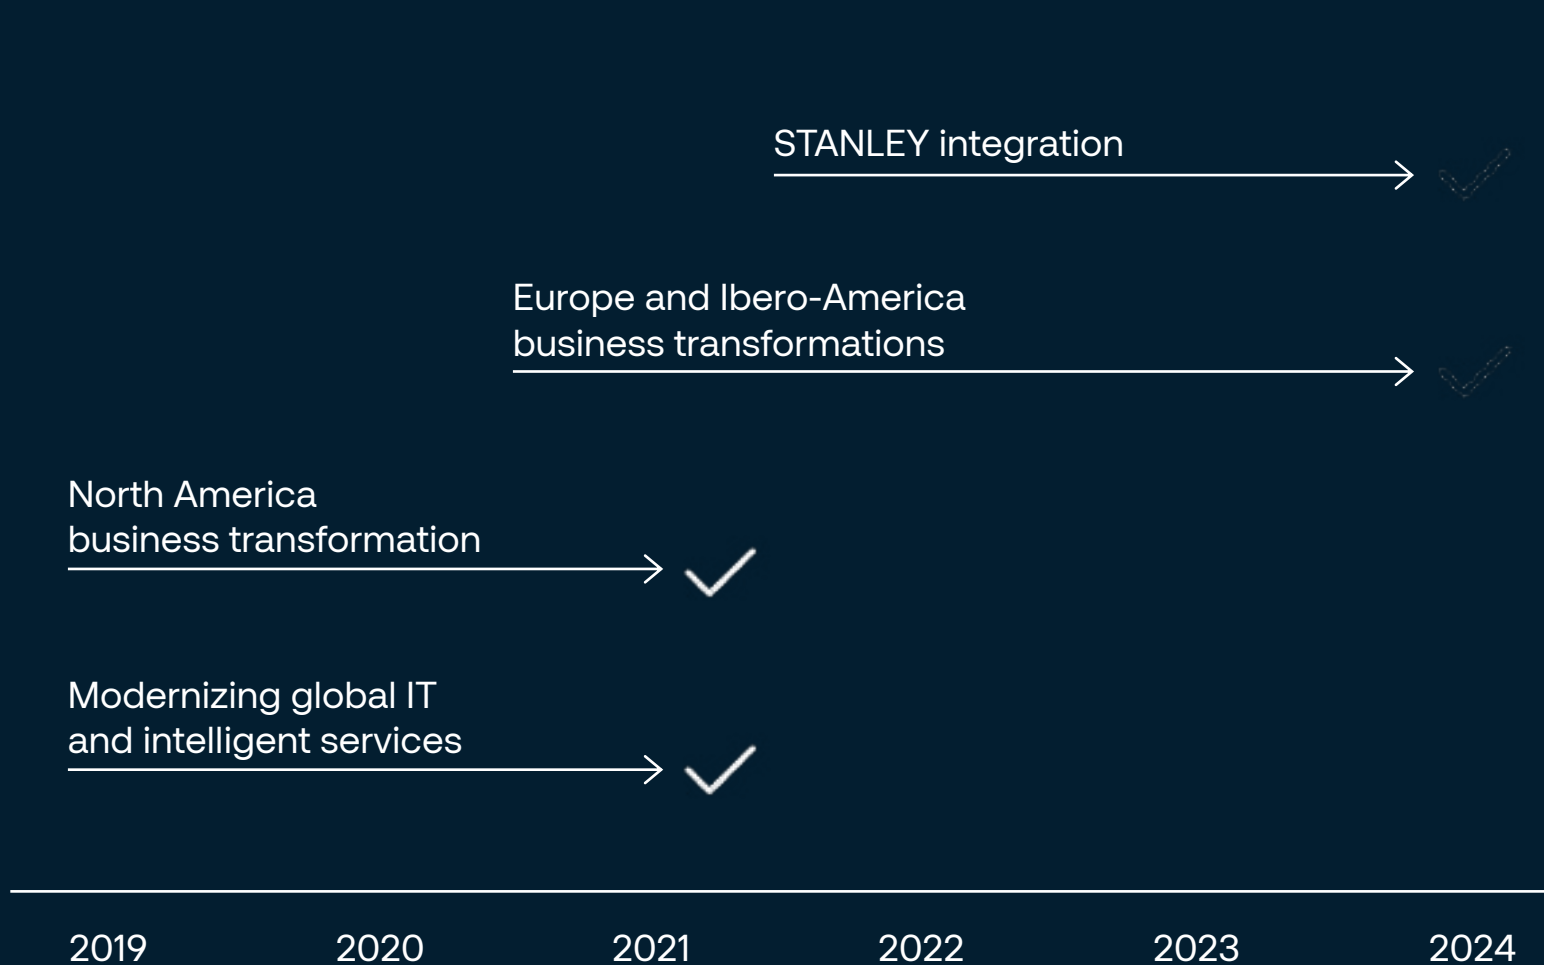 STANLEY integration
Europe and Ibero-America
business transformations
North America
business transformation
Modernizing global IT
and intelligent services
2019 2020 2021 2022 2023 2024